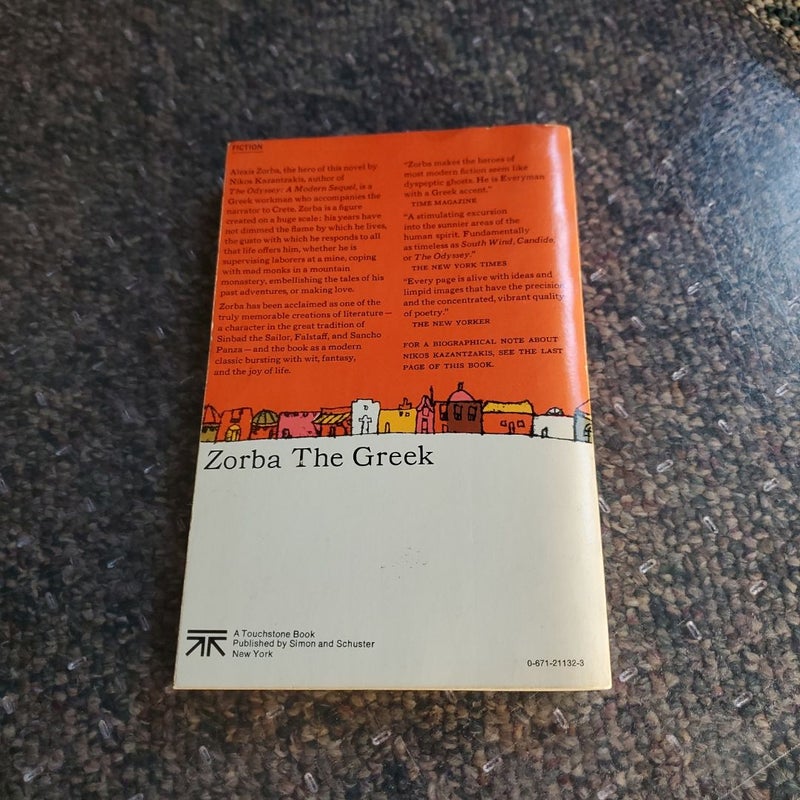 FICTION
Alexis Zorba, the hero of this novel by
Nikos Kazantzakis, author of
The Odyssey: A Modern Sequel, is a
Greek workman who accompanies the
narrator to Crete. Zorba is a figure
created on a huge scale: his years have
not dimmed the flame by which he lives,
the gusto with which he responds to all
that life offers him, whether he is
supervising laborers at a mine, coping
with mad monks in a mountain
monastery, embellishing the tales of his
past adventures, or making love.
Zorba has been acclaimed as one of the
truly memorable creations of literature—
a character in the great tradition of
Sinbad the Sailor, Falstaff, and Sancho
Panza—and the book as a modern
classic bursting with wit, fantasy,
and the joy of life.
"Zorba makes the heroes of
most modern fiction seem like
dyspeptic ghosts. He is Everyman
with a Greek accent."
TIME MAGAZINE
"A stimulating excursion
into the sunnier areas of the
human spirit. Fundamentally
as timeless as South Wind, Candide,
or The Odyssey."
THE NEW YORK TIMES
"Every page is alive with ideas and
limpid images that have the precision
and the concentrated, vibrant quality
of poetry."
THE NEW YORKER
FOR A BIOGRAPHICAL NOTE ABOUT
NIKOS KAZANTZAKIS, SEE THE LAST
PAGE OF THIS BOOK.
Zorba The Greek
A Touchstone Book
Published by Simon and Schuster
New York
0-671-21132-3